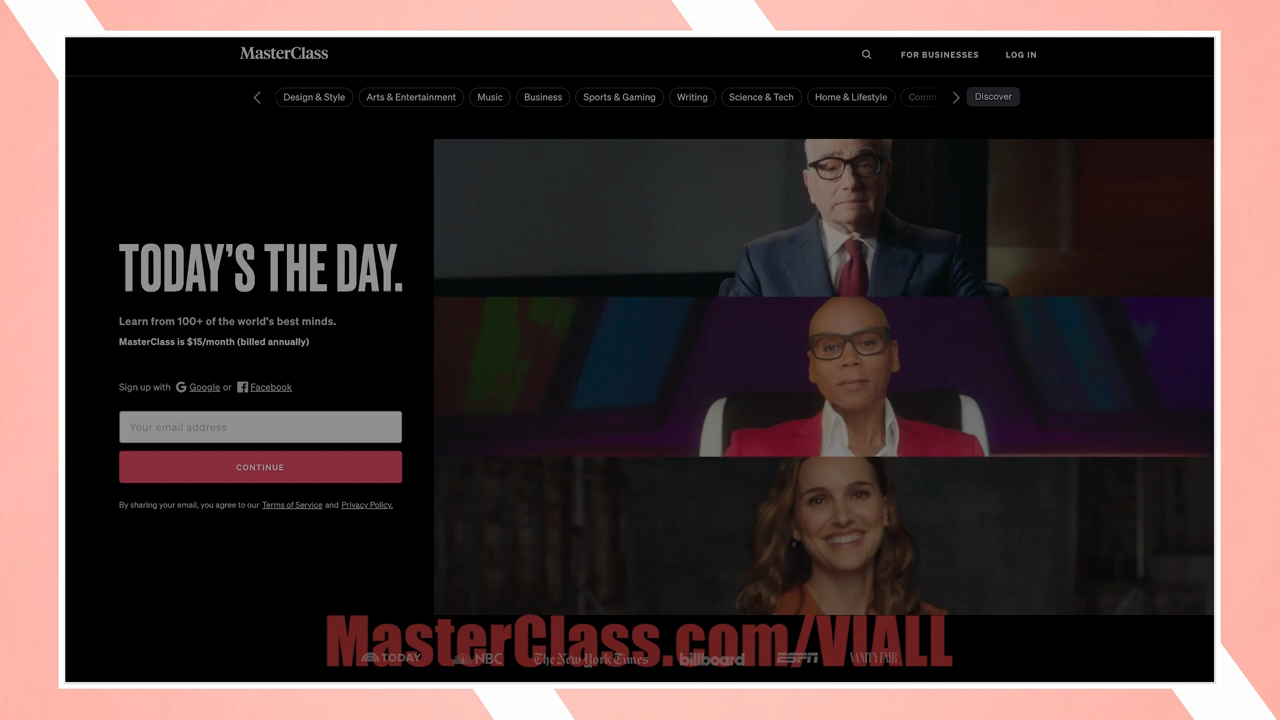 MasterClass
FOR BUSINESSES
LOG IN
Design & Style
Arts & Entertainment
Music
Business
Sports & Gaming
Writing
Science & Tech
Home & Lifestyle
Comm
Discover
TODAY'S THE DAY.
Learn from 100+ of the world's best minds.
MasterClass is $15/month (billed annually)
Sign up with Google or Facebook
Your email address
CONTINUE
By sharing your email, you agree to our Terms of Service and Privacy Policy.
MasterClass.com/VIALL
TODAY
NBC
The New York Times
billboard
ESPN
VANITY FAIR